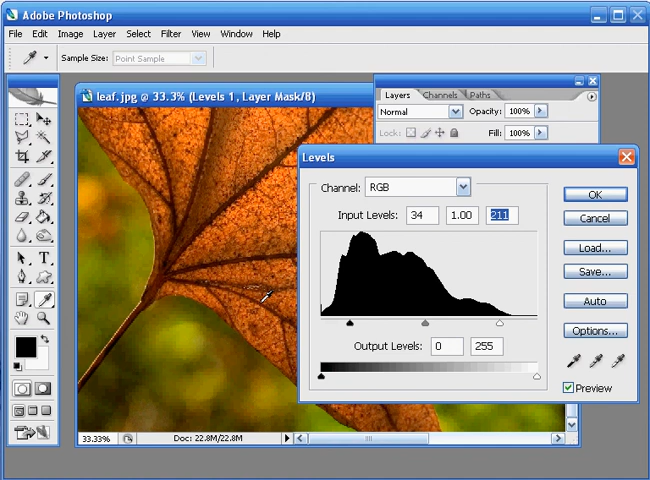 Adobe Photoshop
File Edit Image Layer Select Filter View Window Help
Sample Size: Point Sample
leaf.jpg @ 33.3% (Levels 1, Layer Mask/8)
Layers Channels Paths
Normal Opacity: 100%
Lock: Fill: 100%
Levels
Channel: RGB
Input Levels: 34 1.00 211
OK
Cancel
Load...
Save...
Auto
Options...
Output Levels: 0 255
Preview
T
33.33% Doc: 22.8M/22.8M